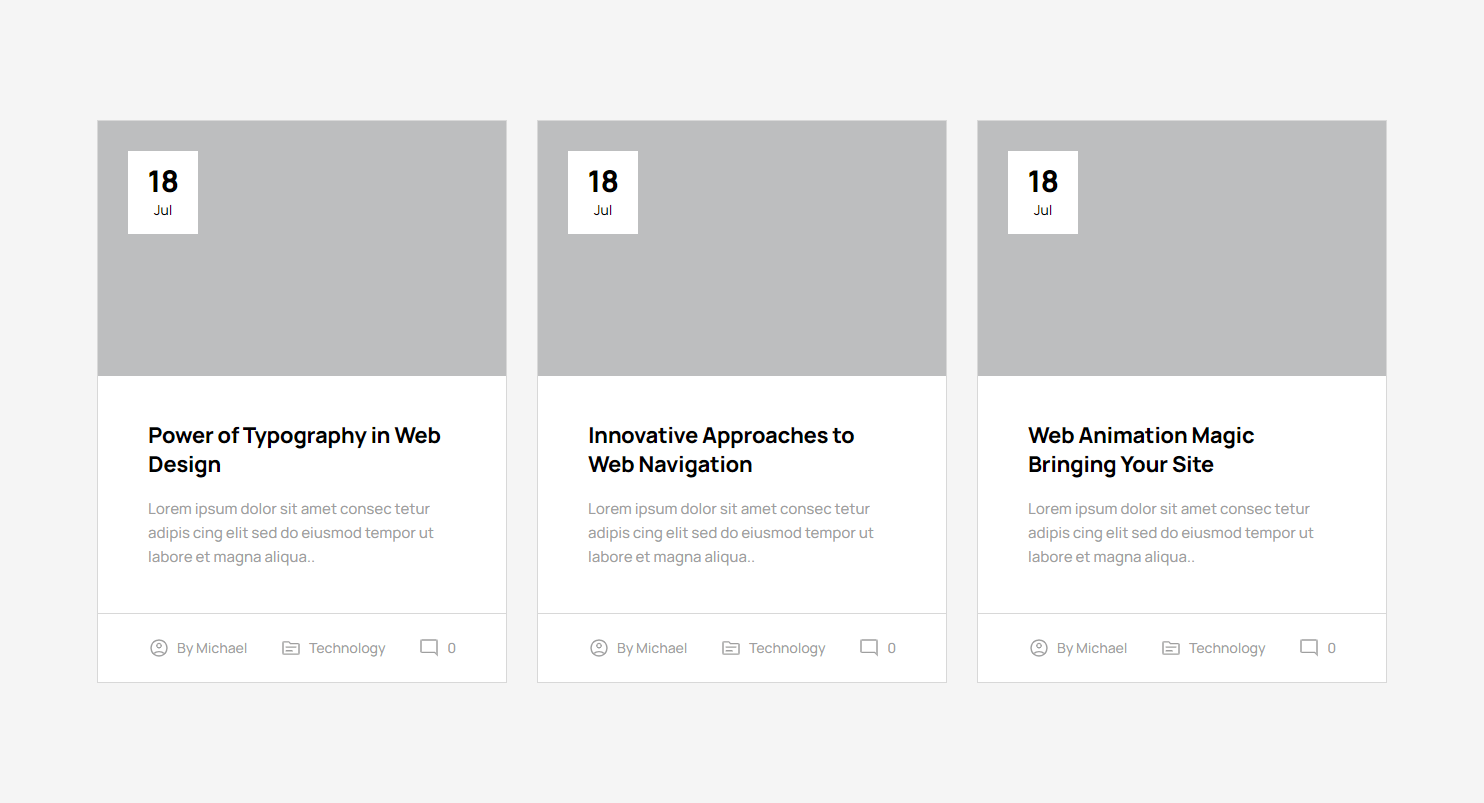 18
Jul
Power of Typography in Web
Design
Lorem ipsum dolor sit amet consec tetur
adipis cing elit sed do eiusmod tempor ut
labore et magna aliqua..
By Michael
Technology
0
18
Jul
Innovative Approaches to
Web Navigation
Lorem ipsum dolor sit amet consec tetur
adipis cing elit sed do eiusmod tempor ut
labore et magna aliqua..
By Michael
Technology
0
18
Jul
Web Animation Magic
Bringing Your Site
Lorem ipsum dolor sit amet consec tetur
adipis cing elit sed do eiusmod tempor ut
labore et magna aliqua..
By Michael
Technology
0